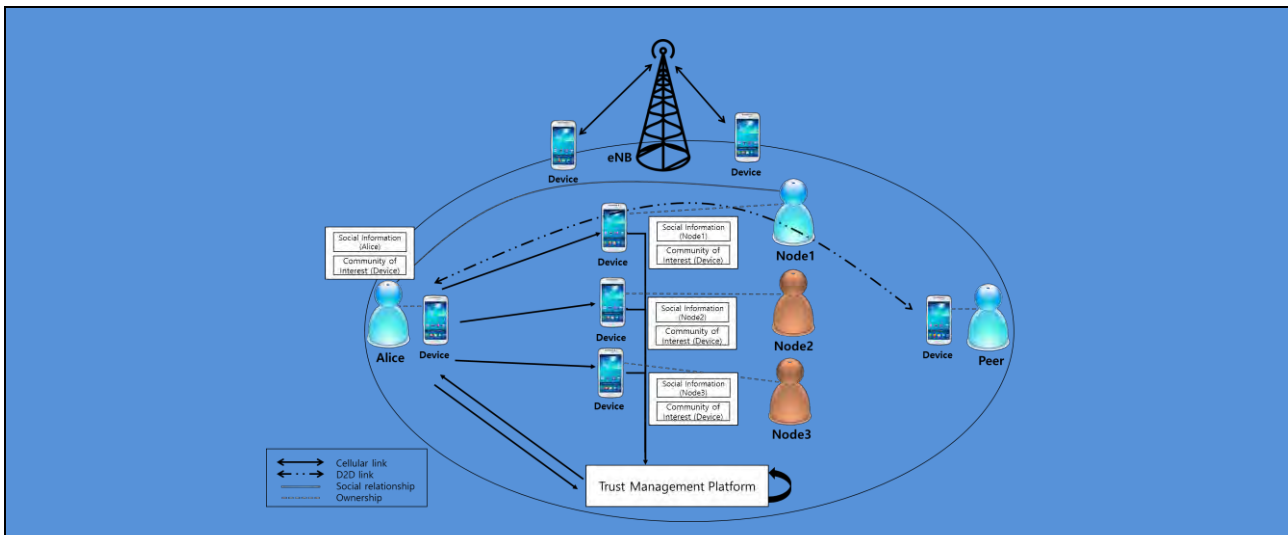 eNB
Device
Device
Social Information
(Alice)
Community of
Interest (Device)
Alice
Device
Device
Social Information
(Node1)
Community of
Interest (Device)
Node1
Device
Social Information
(Node2)
Community of
Interest (Device)
Node2
Device
Social Information
(Node3)
Community of
Interest (Device)
Node3
Device
Peer
Trust Management Platform
Cellular link
D2D link
Social relationship
Ownership